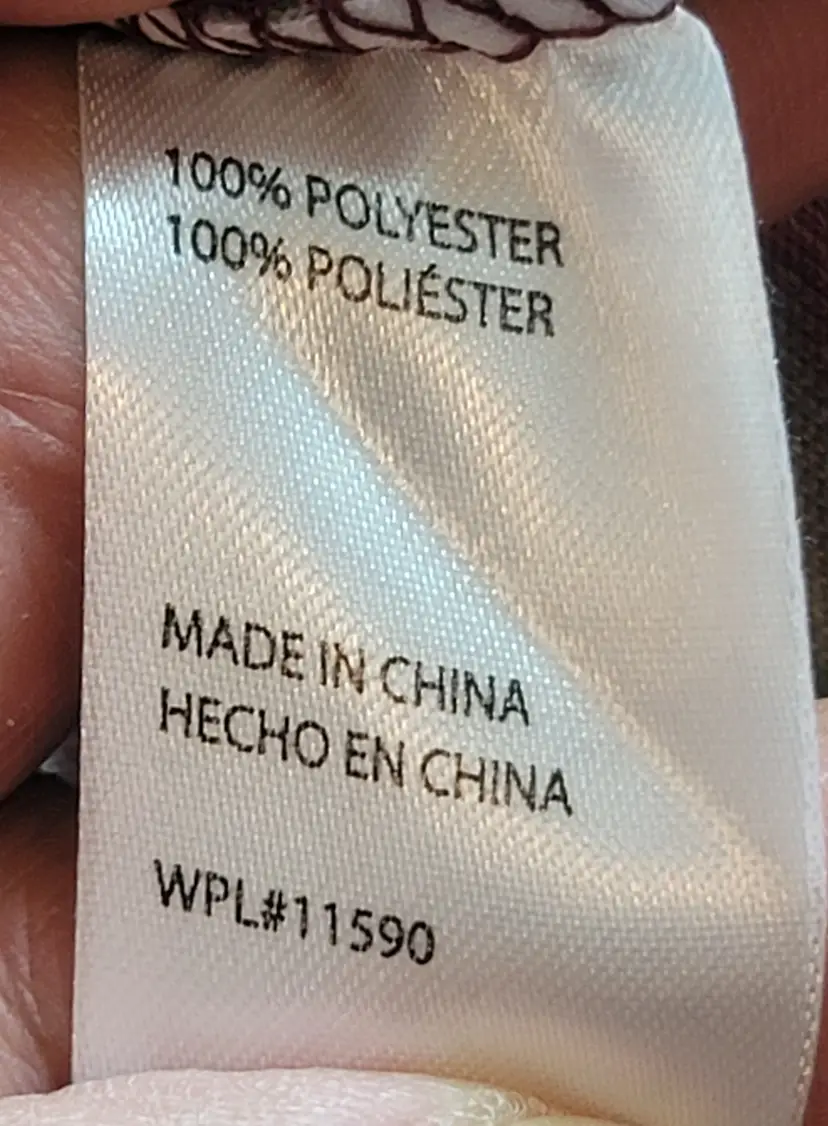 100% POLYESTER
100% POLIÉSTER
MADE IN CHINA
HECHO EN CHINA
WPL#11590